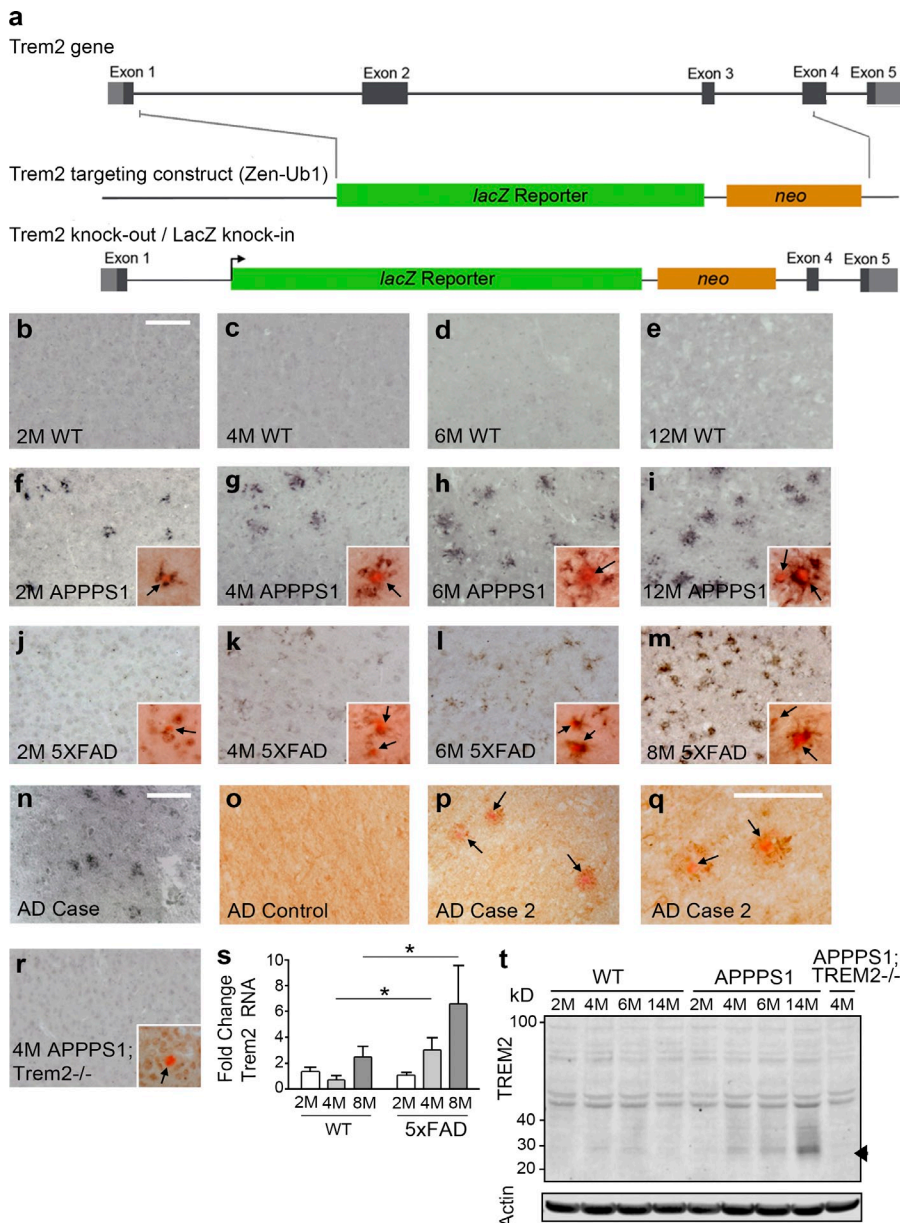 a
Trem2 gene
Exon 1 Exon 2 Exon 3 Exon 4 Exon 5
Trem2 targeting construct (Zen-Ub1)
lacZ Reporter neo
Trem2 knock-out / LacZ knock-in
Exon 1 Exon 4 Exon 5
lacZ Reporter neo
b c d e
2M WT 4M WT 6M WT 12M WT
f g h i
2M APPPS1 4M APPPS1 6M APPPS1 12M APPPS1
j k l m
2M 5XFAD 4M 5XFAD 6M 5XFAD 8M 5XFAD
n o p q
AD Case AD Control AD Case 2 AD Case 2
r
4M APPPS1;
Trem2-/-
s
Fold Change
Trem2 RNA
10
8
6
4
2
0
* *
2M 4M 8M 2M 4M 8M
WT 5xFAD
t
WT APPPS1 APPPS1;
TREM2-/-
kD 2M 4M 6M 14M 2M 4M 6M 14M 4M
TREM2
100
40
30
20
Actin